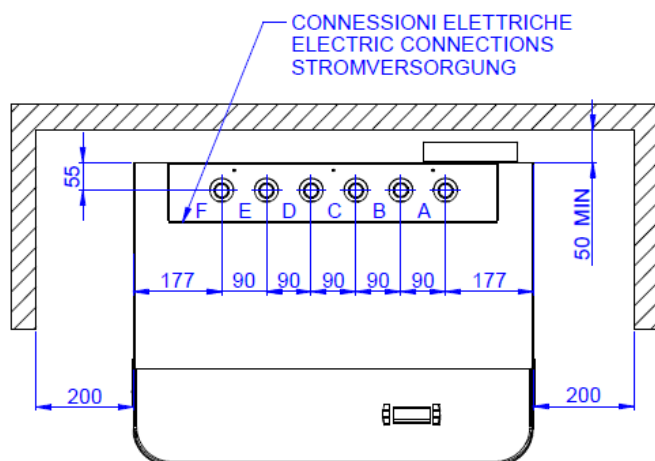 CONNESSIONI ELETTRICHE
ELECTRIC CONNECTIONS
STROMVERSORGUNG
55
F E D C B A
50 MIN
177 90 90 90 90 90 177
200 200